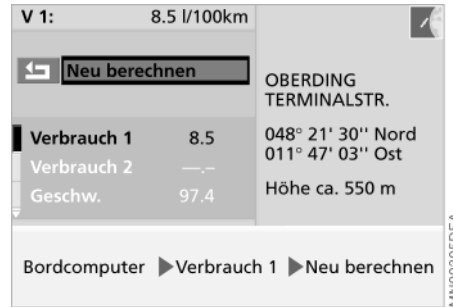 V 1: 8.5 l/100km
Neu berechnen
Verbrauch 1 8.5
Verbrauch 2 —.–
Geschw. 97.4
OBERDING
TERMINALSTR.
048° 21' 30'' Nord
011° 47' 03'' Ost
Höhe ca. 550 m
Bordcomputer ▶Verbrauch 1 ▶Neu berechnen